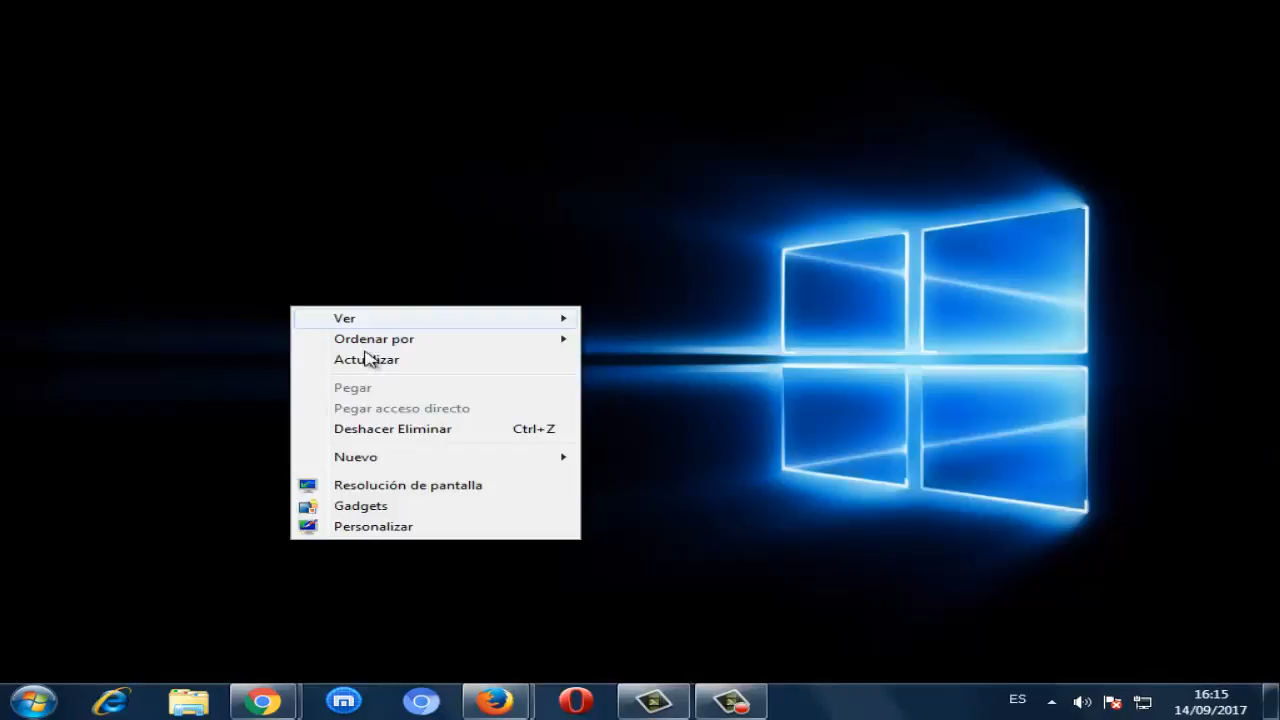 Ver
Ordenar por
Actualizar
Pegar
Pegar acceso directo
Deshacer Eliminar Ctrl+Z
Nuevo
Resolución de pantalla
Gadgets
Personalizar
ES
16:15
14/09/2017